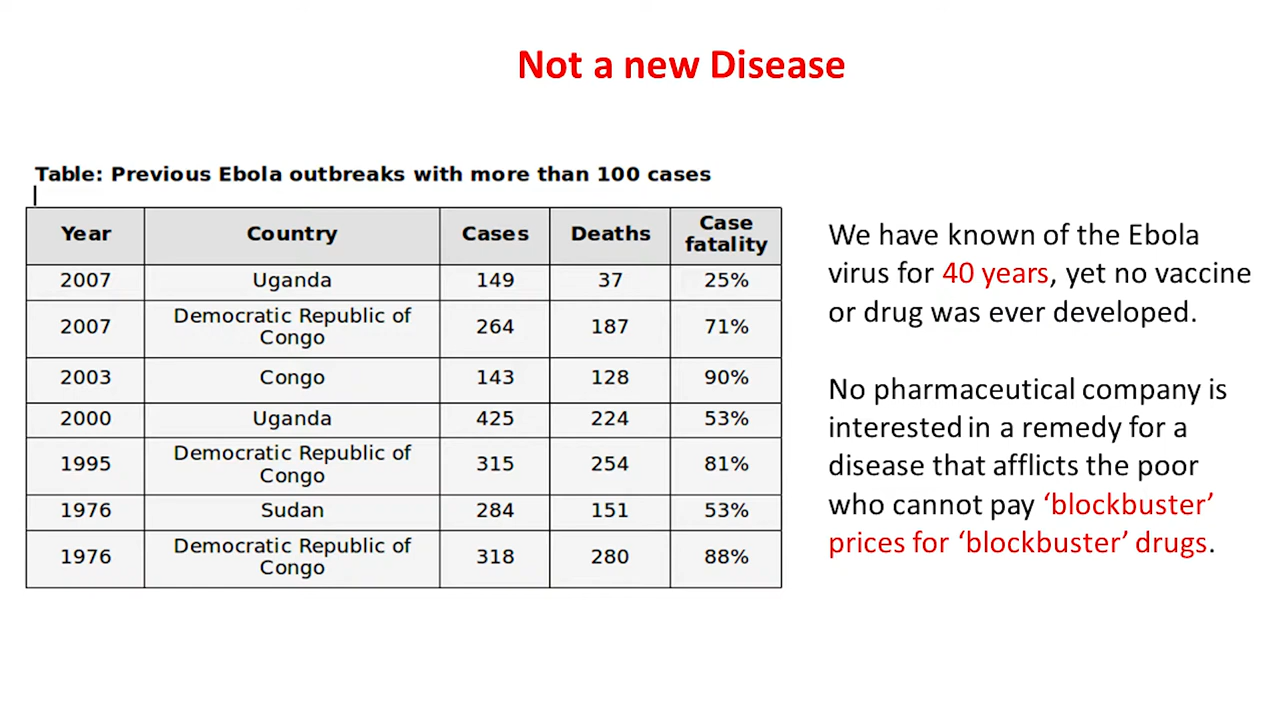 Not a new Disease
Table: Previous Ebola outbreaks with more than 100 cases
Year Country Cases Deaths Case fatality
2007 Uganda 149 37 25%
2007 Democratic Republic of Congo 264 187 71%
2003 Congo 143 128 90%
2000 Uganda 425 224 53%
1995 Democratic Republic of Congo 315 254 81%
1976 Sudan 284 151 53%
1976 Democratic Republic of Congo 318 280 88%
We have known of the Ebola
virus for 40 years, yet no vaccine
or drug was ever developed.
No pharmaceutical company is
interested in a remedy for a
disease that afflicts the poor
who cannot pay ‘blockbuster’
prices for ‘blockbuster’ drugs.